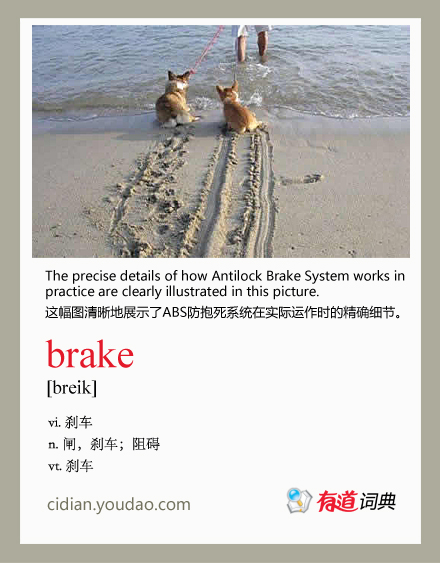 The precise details of how Antilock Brake System works in
practice are clearly illustrated in this picture.
这幅图清晰地展示了ABS防抱死系统在实际运作时的精确细节。
brake
[breik]
vi. 刹车
n. 闸，刹车；阻碍
vt. 刹车
cidian.youdao.com
有道词典